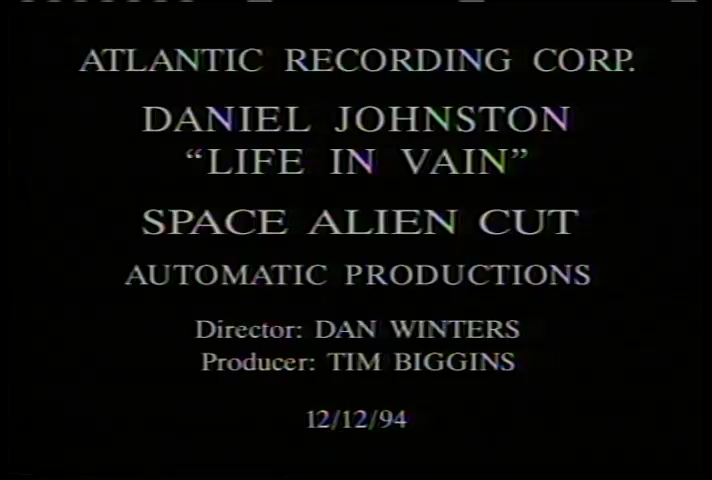 ATLANTIC RECORDING CORP.
DANIEL JOHNSTON
“LIFE IN VAIN”
SPACE ALIEN CUT
AUTOMATIC PRODUCTIONS
Director: DAN WINTERS
Producer: TIM BIGGINS
12/12/94